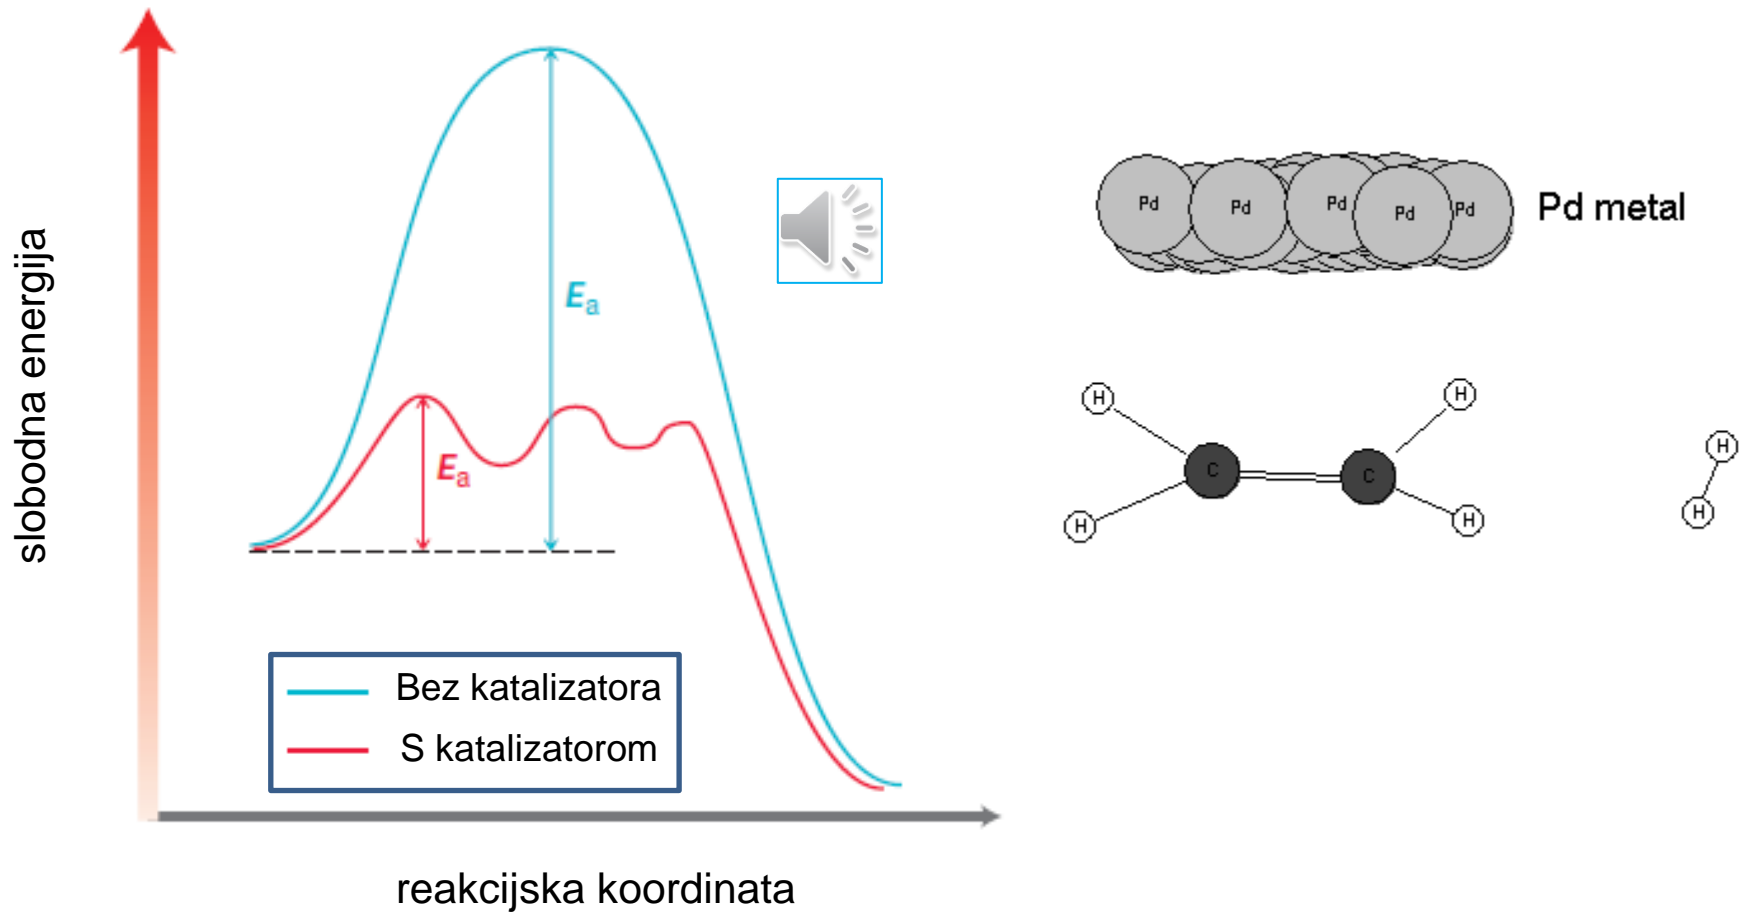 slobodna energija
Ea
Ea
Bez katalizatora
S katalizatorom
reakcijska koordinata
Pd Pd Pd Pd Pd
Pd metal
H H
C C H
H H H